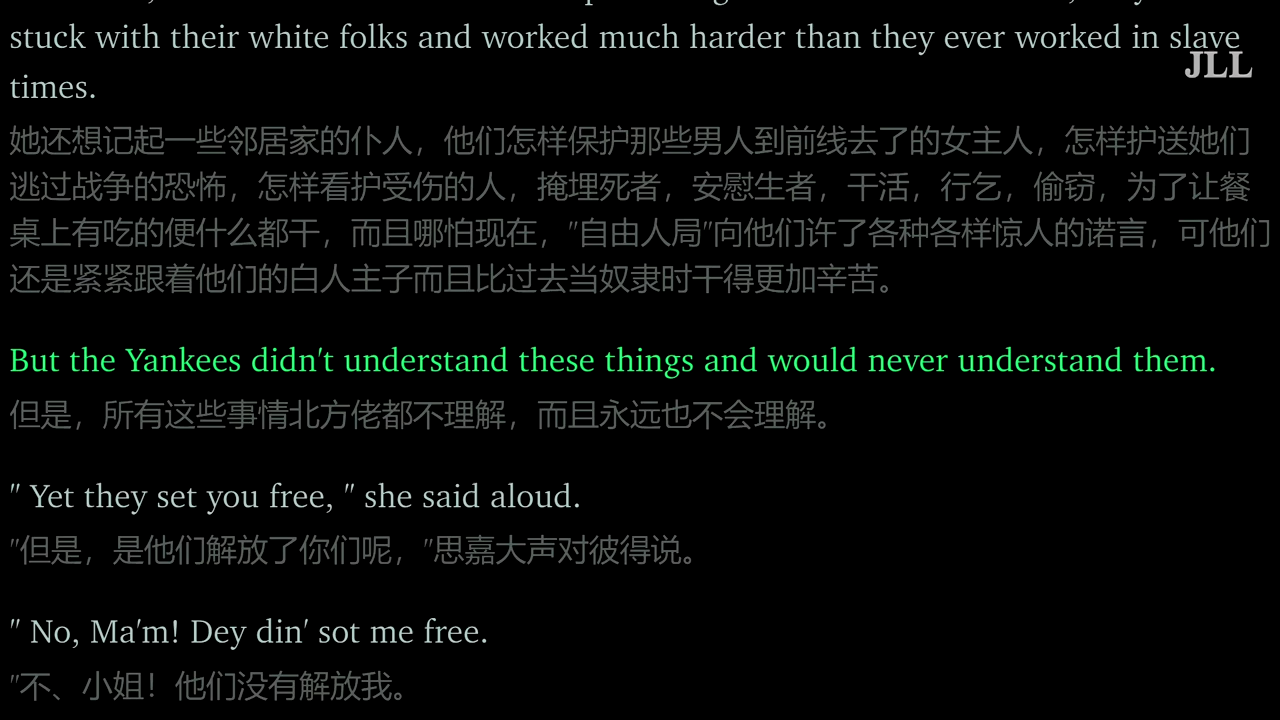 stuck with their white folks and worked much harder than they ever worked in slave
JLL
times.
她还想记起一些邻居家的仆人，他们怎样保护那些男人到前线去了的女主人，怎样护送她们
逃过战争的恐怖，怎样看护受伤的人，掩埋死者，安慰生者，干活，行乞，偷窃，为了让餐
桌上有吃的便什么都干，而且哪怕现在，"自由人局"向他们许了各种各样惊人的诺言，可他们
还是紧紧跟着他们的白人主子而且比过去当奴隶时干得更加辛苦。
But the Yankees didn't understand these things and would never understand them.
但是，所有这些事情北方佬都不理解，而且永远也不会理解。
" Yet they set you free, " she said aloud.
"但是，是他们解放了你们呢，"思嘉大声对彼得说。
" No, Ma'm! Dey din' sot me free.
"不、小姐！他们没有解放我。